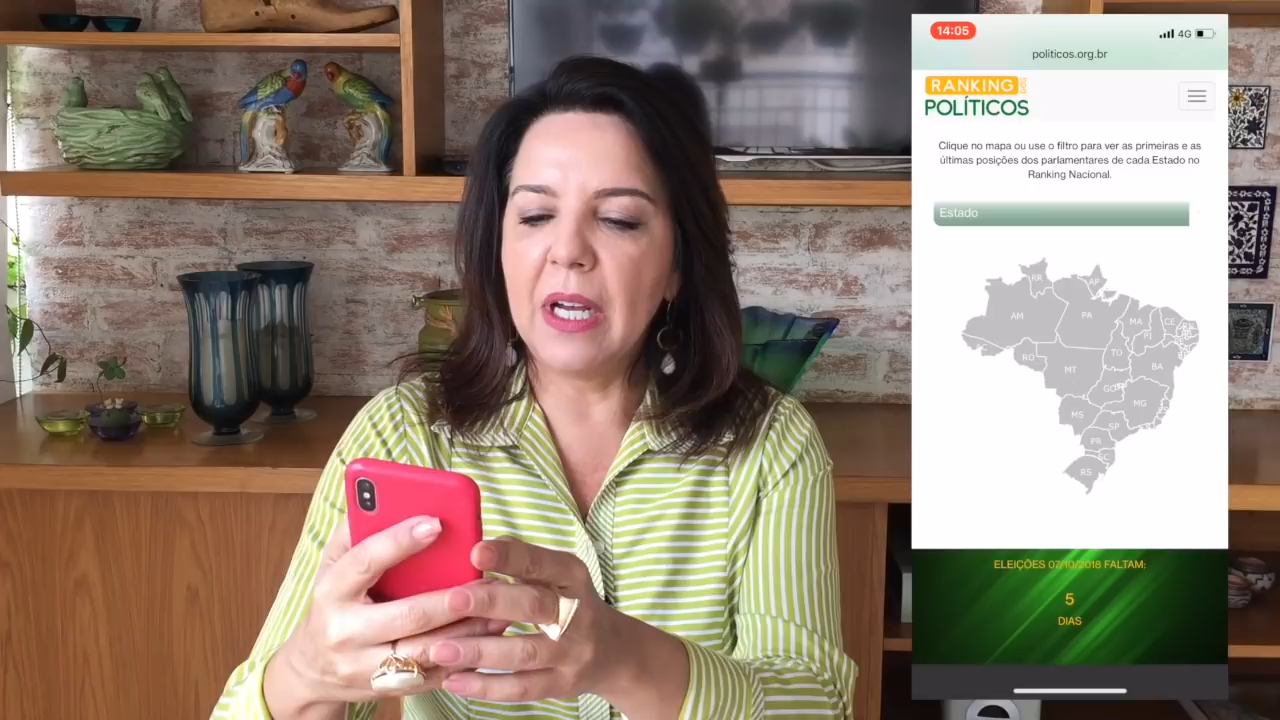 14:05
4G
politicos.org.br
RANKING DOS
POLÍTICOS
Clique no mapa ou use o filtro para ver as primeiras e as
últimas posições dos parlamentares de cada Estado no
Ranking Nacional.
Estado
RR
AP
AM
PA
MA
CE
RO
TO
MT
BA
GO
MG
MS
SP
PR
SC
RS
ELEIÇÕES 07/10/2018 FALTAM:
5
DIAS